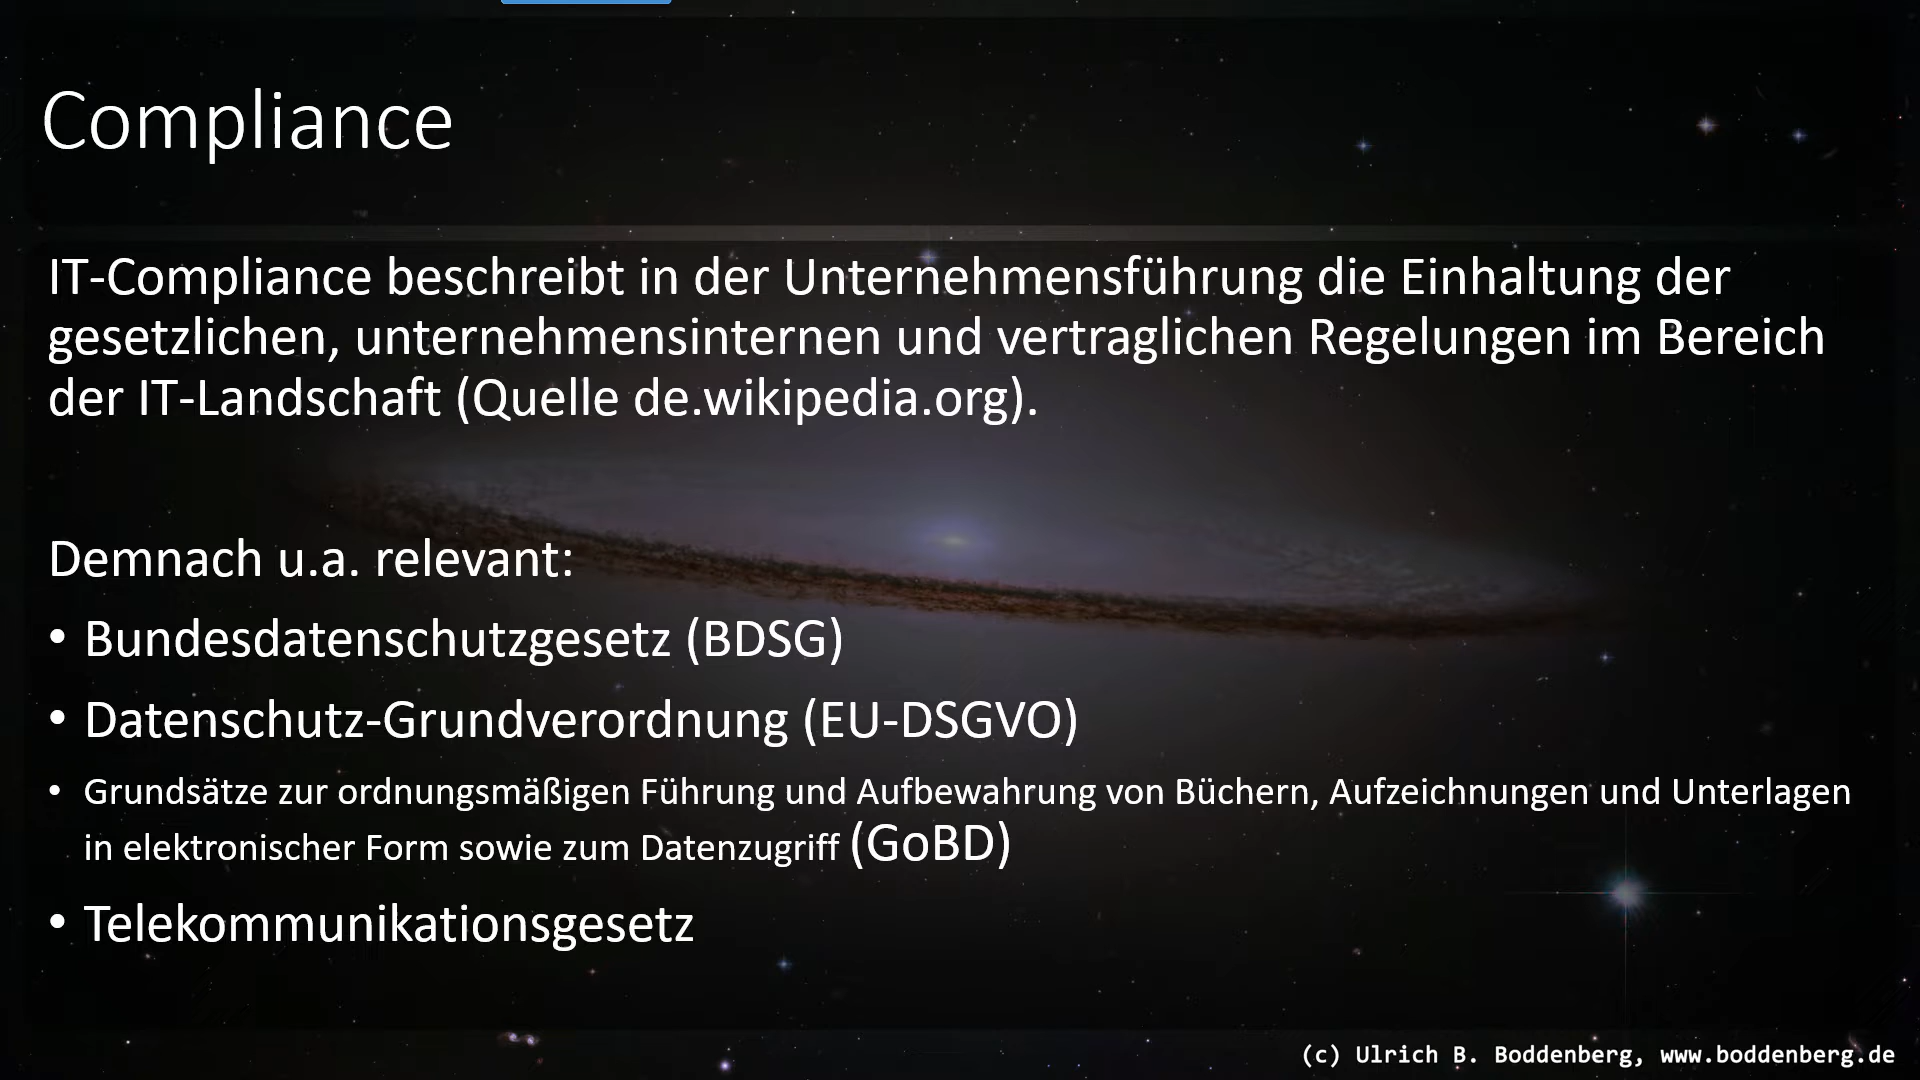 Compliance
IT-Compliance beschreibt in der Unternehmensführung die Einhaltung der
gesetzlichen, unternehmensinternen und vertraglichen Regelungen im Bereich
der IT-Landschaft (Quelle de.wikipedia.org).
Demnach u.a. relevant:
• Bundesdatenschutzgesetz (BDSG)
• Datenschutz-Grundverordnung (EU-DSGVO)
• Grundsätze zur ordnungsmäßigen Führung und Aufbewahrung von Büchern, Aufzeichnungen und Unterlagen
in elektronischer Form sowie zum Datenzugriff (GoBD)
• Telekommunikationsgesetz
(c) Ulrich B. Boddenberg, www.boddenberg.de